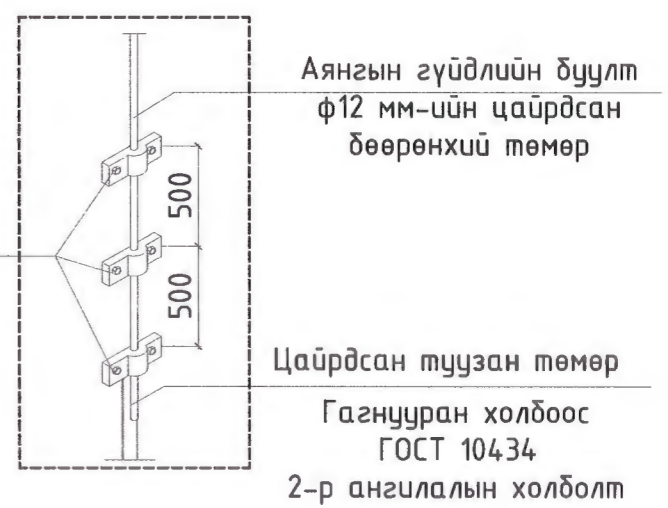 Аянгын гүйдлийн буулт
ф12 мм-ийн цайрдсан
бөөрөнхий төмөр
500
500
Цайрдсан туузан төмөр
Гагнууран холбоос
ГОСТ 10434
2-р ангилалын холболт